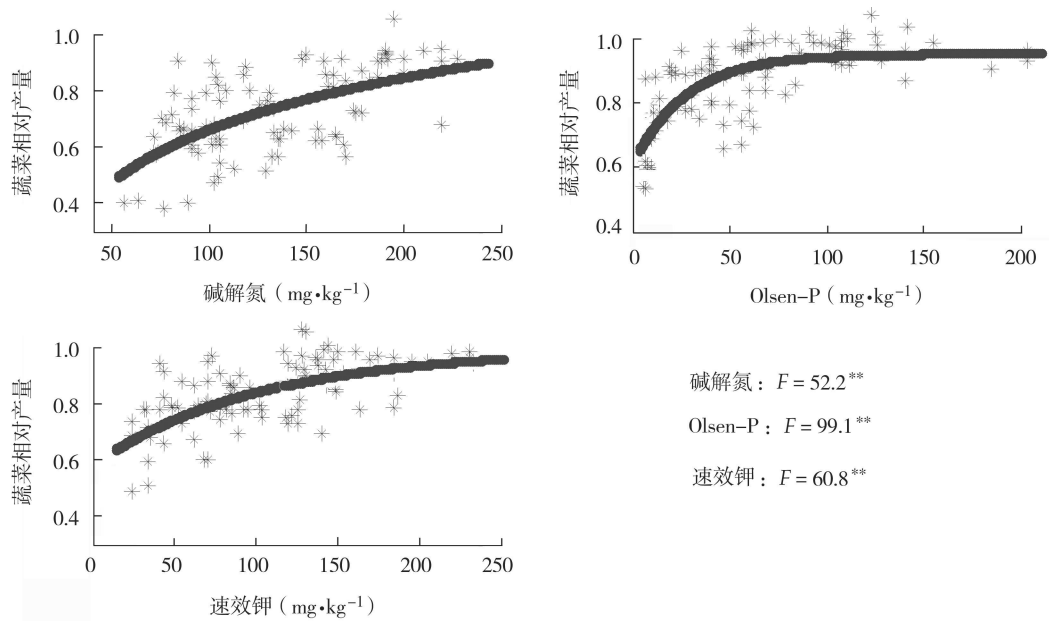 蔬菜相对产量
1.0
0.8
0.6
0.4
50 100 150 200 250
碱解氮（mg•kg⁻¹）
蔬菜相对产量
1.0
0.8
0.6
0.4
0 50 100 150 200
Olsen-P（mg•kg⁻¹）
蔬菜相对产量
1.0
0.8
0.6
0.4
0 50 100 150 200 250
速效钾（mg•kg⁻¹）
碱解氮：F = 52.2**
Olsen-P：F = 99.1**
速效钾：F = 60.8**